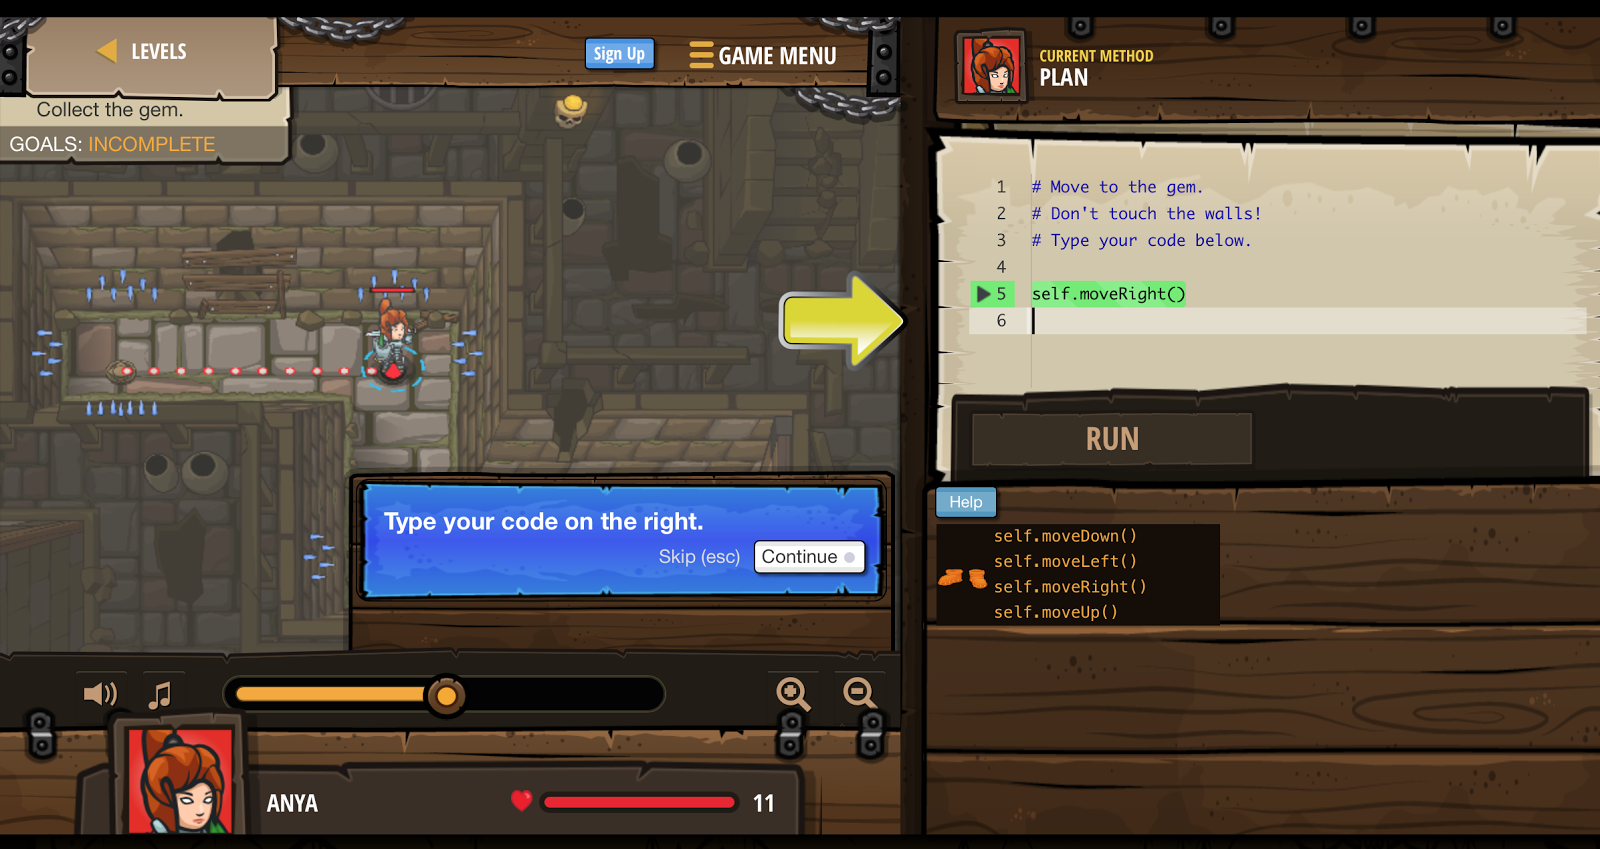 LEVELS
Sign Up
GAME MENU
Collect the gem.
GOALS: INCOMPLETE
CURRENT METHOD
PLAN
1 # Move to the gem.
2 # Don't touch the walls!
3 # Type your code below.
4
5 self.moveRight()
6
RUN
Type your code on the right.
Skip (esc)
Continue
Help
self.moveDown()
self.moveLeft()
self.moveRight()
self.moveUp()
ANYA
11